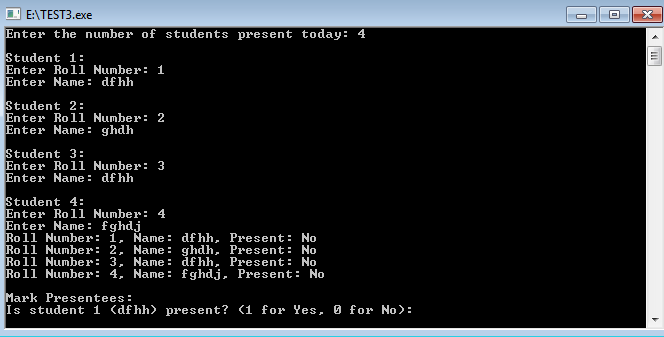 E:\TEST3.exe
Enter the number of students present today: 4
Student 1:
Enter Roll Number: 1
Enter Name: dfhh
Student 2:
Enter Roll Number: 2
Enter Name: ghdh
Student 3:
Enter Roll Number: 3
Enter Name: dfhh
Student 4:
Enter Roll Number: 4
Enter Name: fghdj
Roll Number: 1, Name: dfhh, Present: No
Roll Number: 2, Name: ghdh, Present: No
Roll Number: 3, Name: dfhh, Present: No
Roll Number: 4, Name: fghdj, Present: No
Mark Presentees:
Is student 1 (dfhh) present? (1 for Yes, 0 for No):